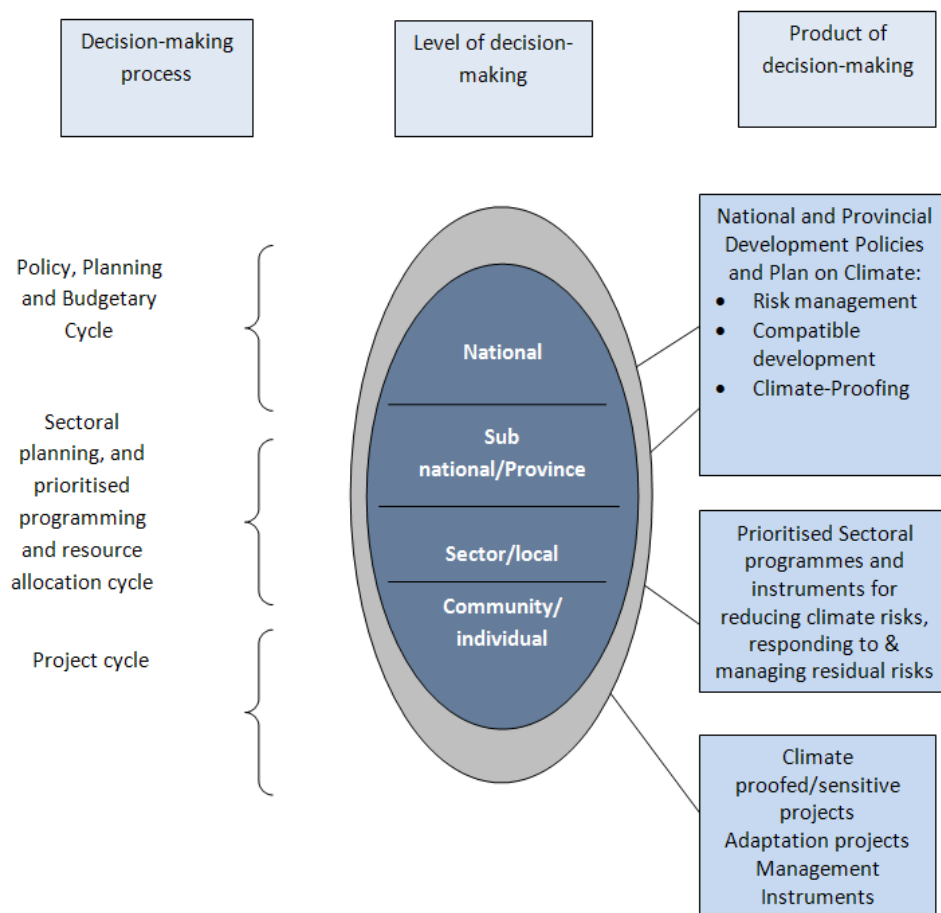 Decision-making
process
Level of decision-
making
Product of
decision-making
Policy, Planning
and Budgetary
Cycle
Sectoral
planning, and
prioritised
programming
and resource
allocation cycle
Project cycle
National
Sub
national/Province
Sector/local
Community/
individual
National and Provincial
Development Policies
and Plan on Climate:
• Risk management
• Compatible
development
• Climate-Proofing
Prioritised Sectoral
programmes and
instruments for
reducing climate risks,
responding to &
managing residual risks
Climate
proofed/sensitive
projects
Adaptation projects
Management
Instruments